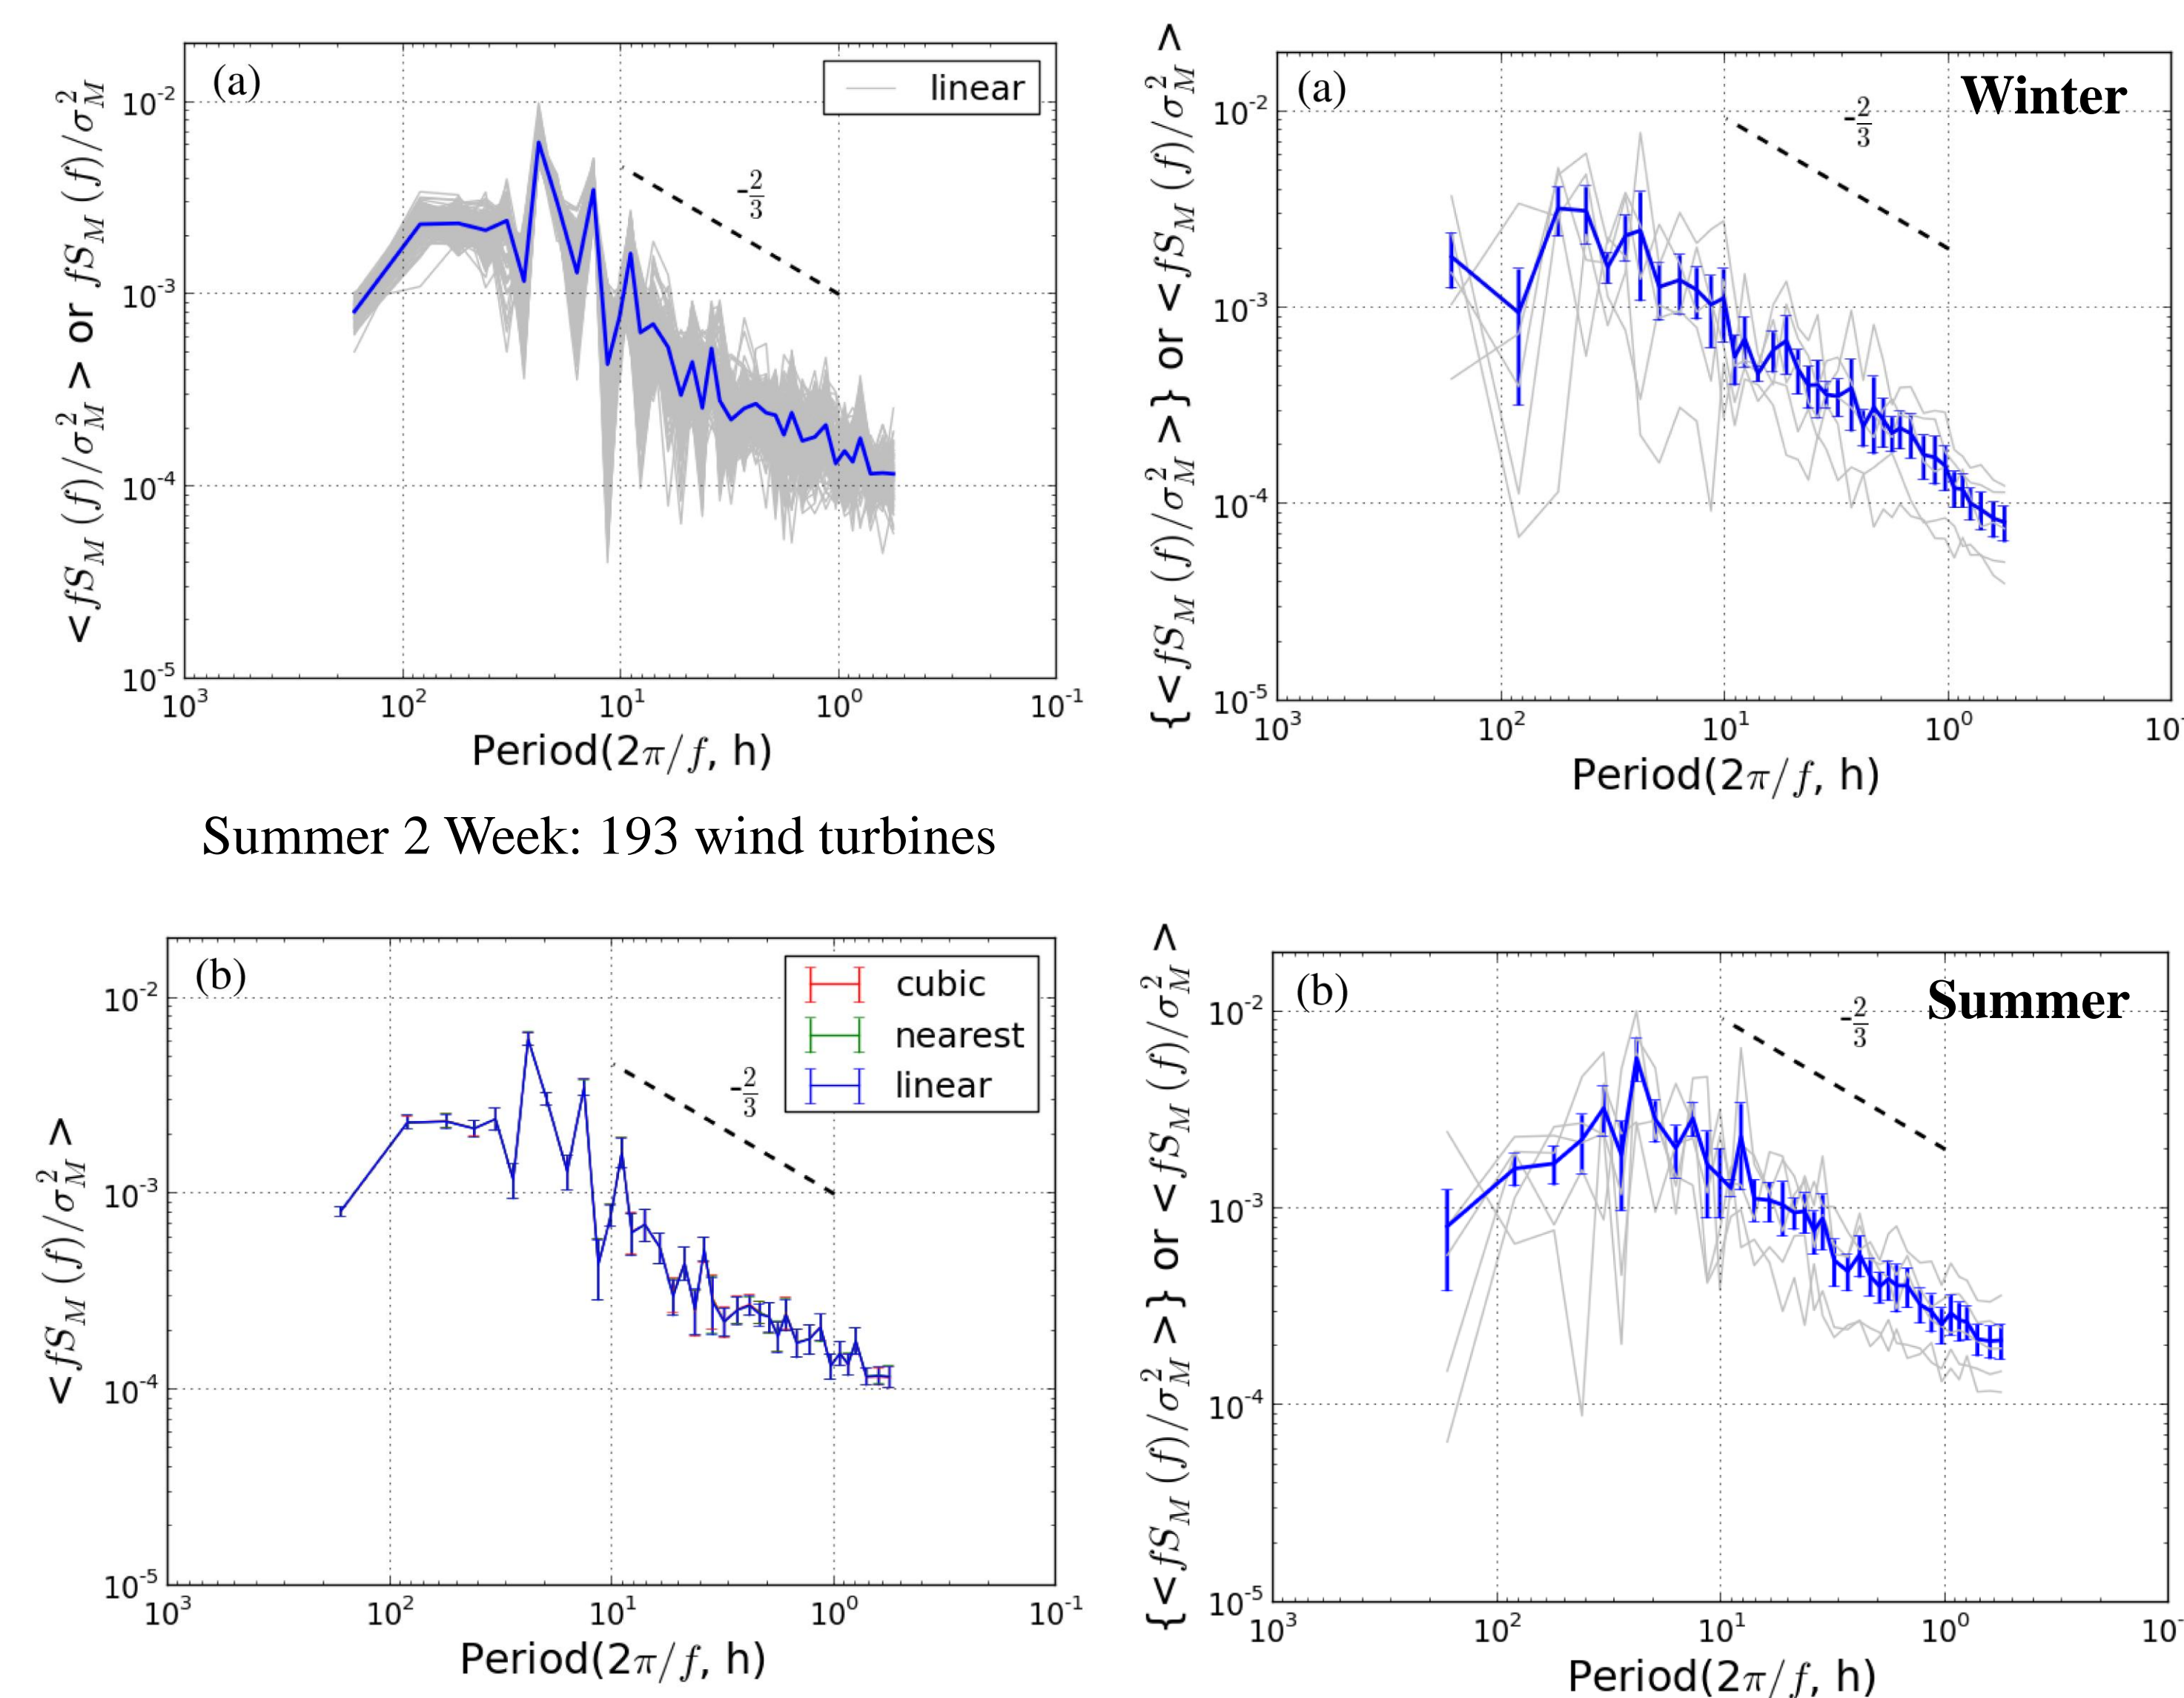 (a)
linear
-2/3
<fS_M(f)/σ_M^2> or fS_M(f)/σ_M^2
10^-2
10^-3
10^-4
10^-5
10^3 10^2 10^1 10^0 10^-1
Period(2π/f, h)
Summer 2 Week: 193 wind turbines
(b)
cubic
nearest
linear
-2/3
<fS_M(f)/σ_M^2>
10^-2
10^-3
10^-4
10^-5
10^3 10^2 10^1 10^0 10^-1
Period(2π/f, h)
(a)
Winter
-2/3
{<fS_M(f)/σ_M^2>} or <fS_M(f)/σ_M^2>
10^-2
10^-3
10^-4
10^-5
10^3 10^2 10^1 10^0
Period(2π/f, h)
(b)
Summer
-2/3
{<fS_M(f)/σ_M^2>} or <fS_M(f)/σ_M^2>
10^-2
10^-3
10^-4
10^-5
10^3 10^2 10^1 10^0
Period(2π/f, h)